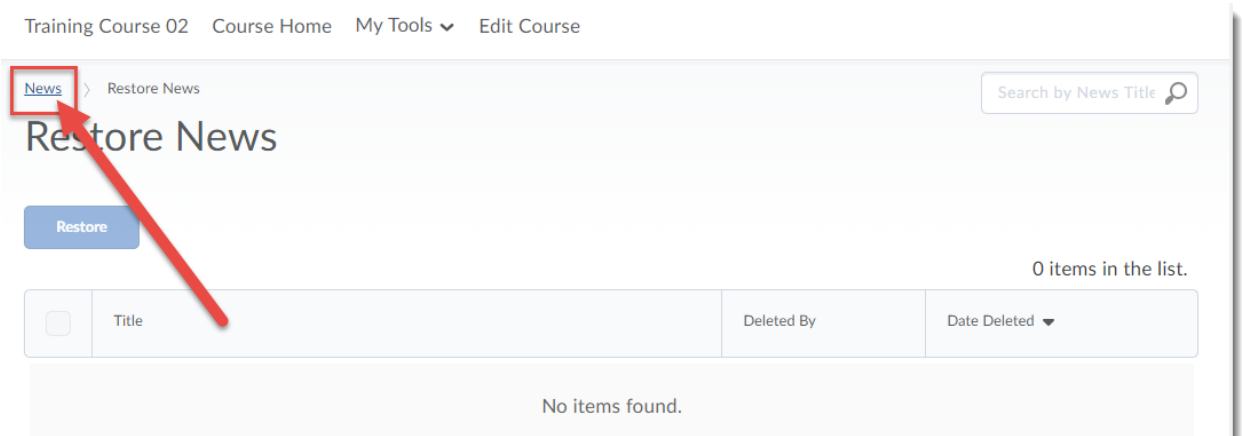 Training Course 02 Course Home My Tools Edit Course
News Restore News
Search by News Title
Restore News
Restore
0 items in the list.
Title Deleted By Date Deleted
No items found.